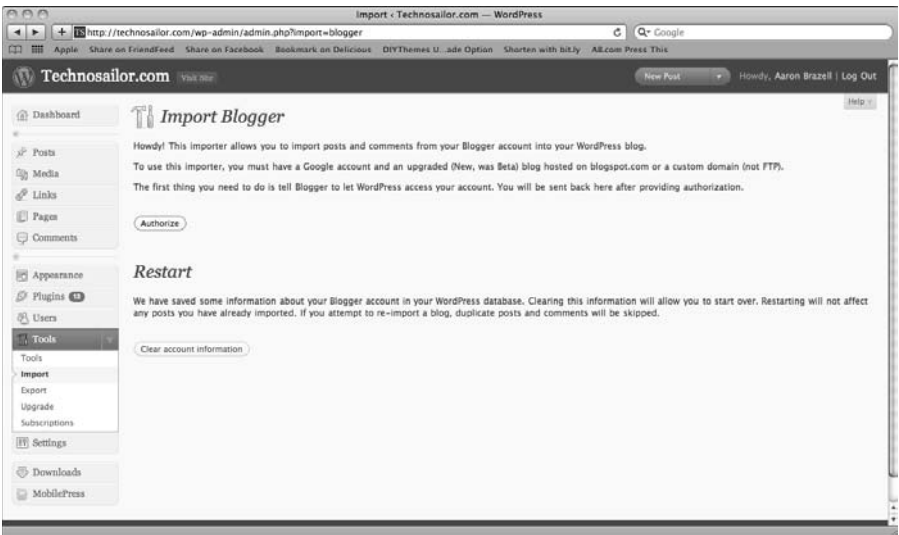 Import ‹ Technosailor.com — WordPress
http://technosailor.com/wp-admin/admin.php?import=blogger
Google
Apple Share on FriendFeed Share on Facebook Bookmark on Delicious DIYThemes U...ade Option Shorten with bit.ly All.com Press This
Technosailor.com Visit Site
New Post
Howdy, Aaron Brazell | Log Out
Help
Dashboard
Posts
Media
Links
Pages
Comments
Appearance
Plugins
Users
Tools
Tools
Import
Export
Upgrade
Subscriptions
Settings
Downloads
MobilePress
Import Blogger
Howdy! This importer allows you to import posts and comments from your Blogger account into your WordPress blog.
To use this importer, you must have a Google account and an upgraded (New, was Beta) blog hosted on blogspot.com or a custom domain (not FTP).
The first thing you need to do is tell Blogger to let WordPress access your account. You will be sent back here after providing authorization.
Authorize
Restart
We have saved some information about your Blogger account in your WordPress database. Clearing this information will allow you to start over. Restarting will not affect
any posts you have already imported. If you attempt to re-import a blog, duplicate posts and comments will be skipped.
Clear account information